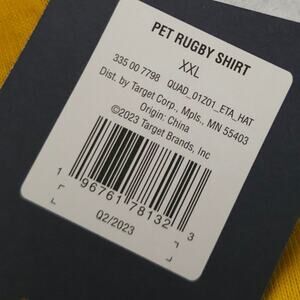 PET RUGBY SHIRT
XXL
335 00 7798 QUAD_01Z01_ETA_HAT
Dist. by Target Corp., Mpls., MN 55403
Origin: China
©2023 Target Brands, Inc
1 96761 78132 3
Q2/2023